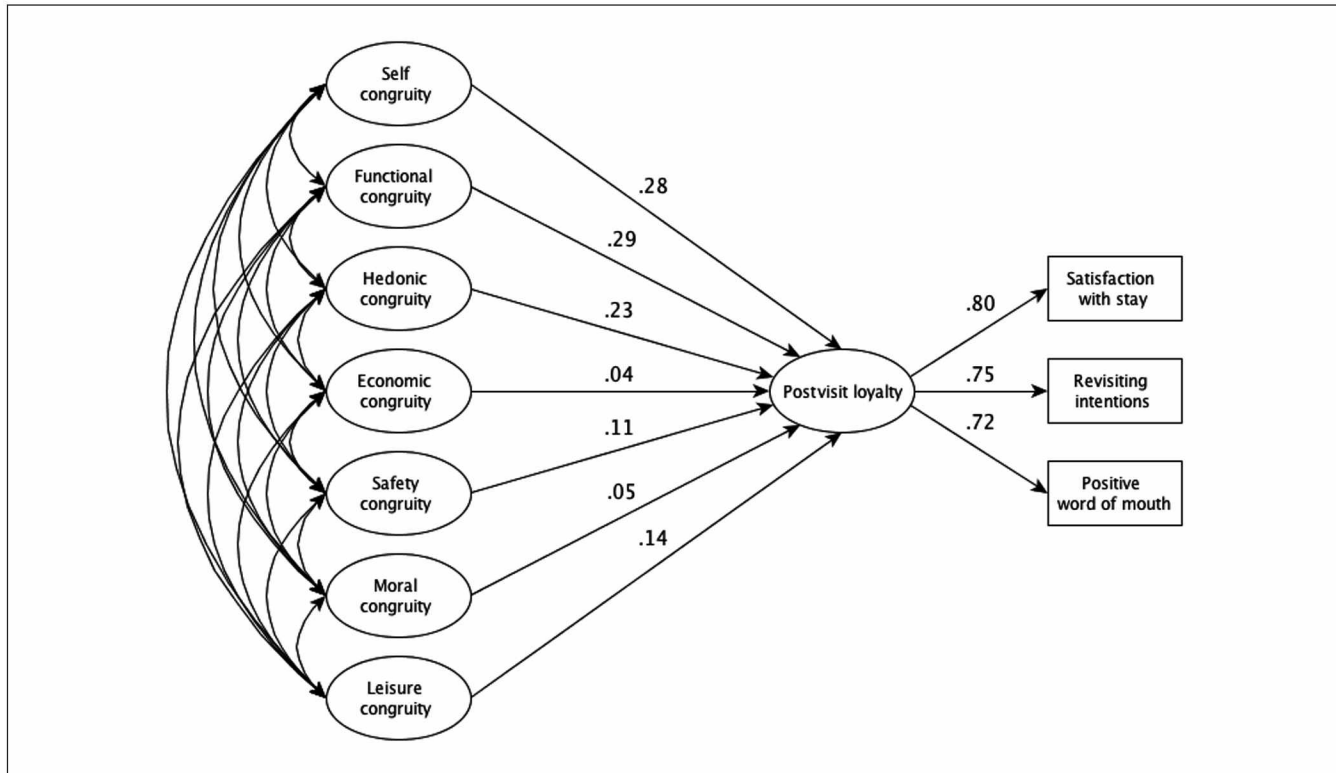 Self
congruity
Functional
congruity
Hedonic
congruity
Economic
congruity
Safety
congruity
Moral
congruity
Leisure
congruity
.28
.29
.23
.04
.11
.05
.14
Postvisit loyalty
.80
.75
.72
Satisfaction
with stay
Revisiting
intentions
Positive
word of mouth